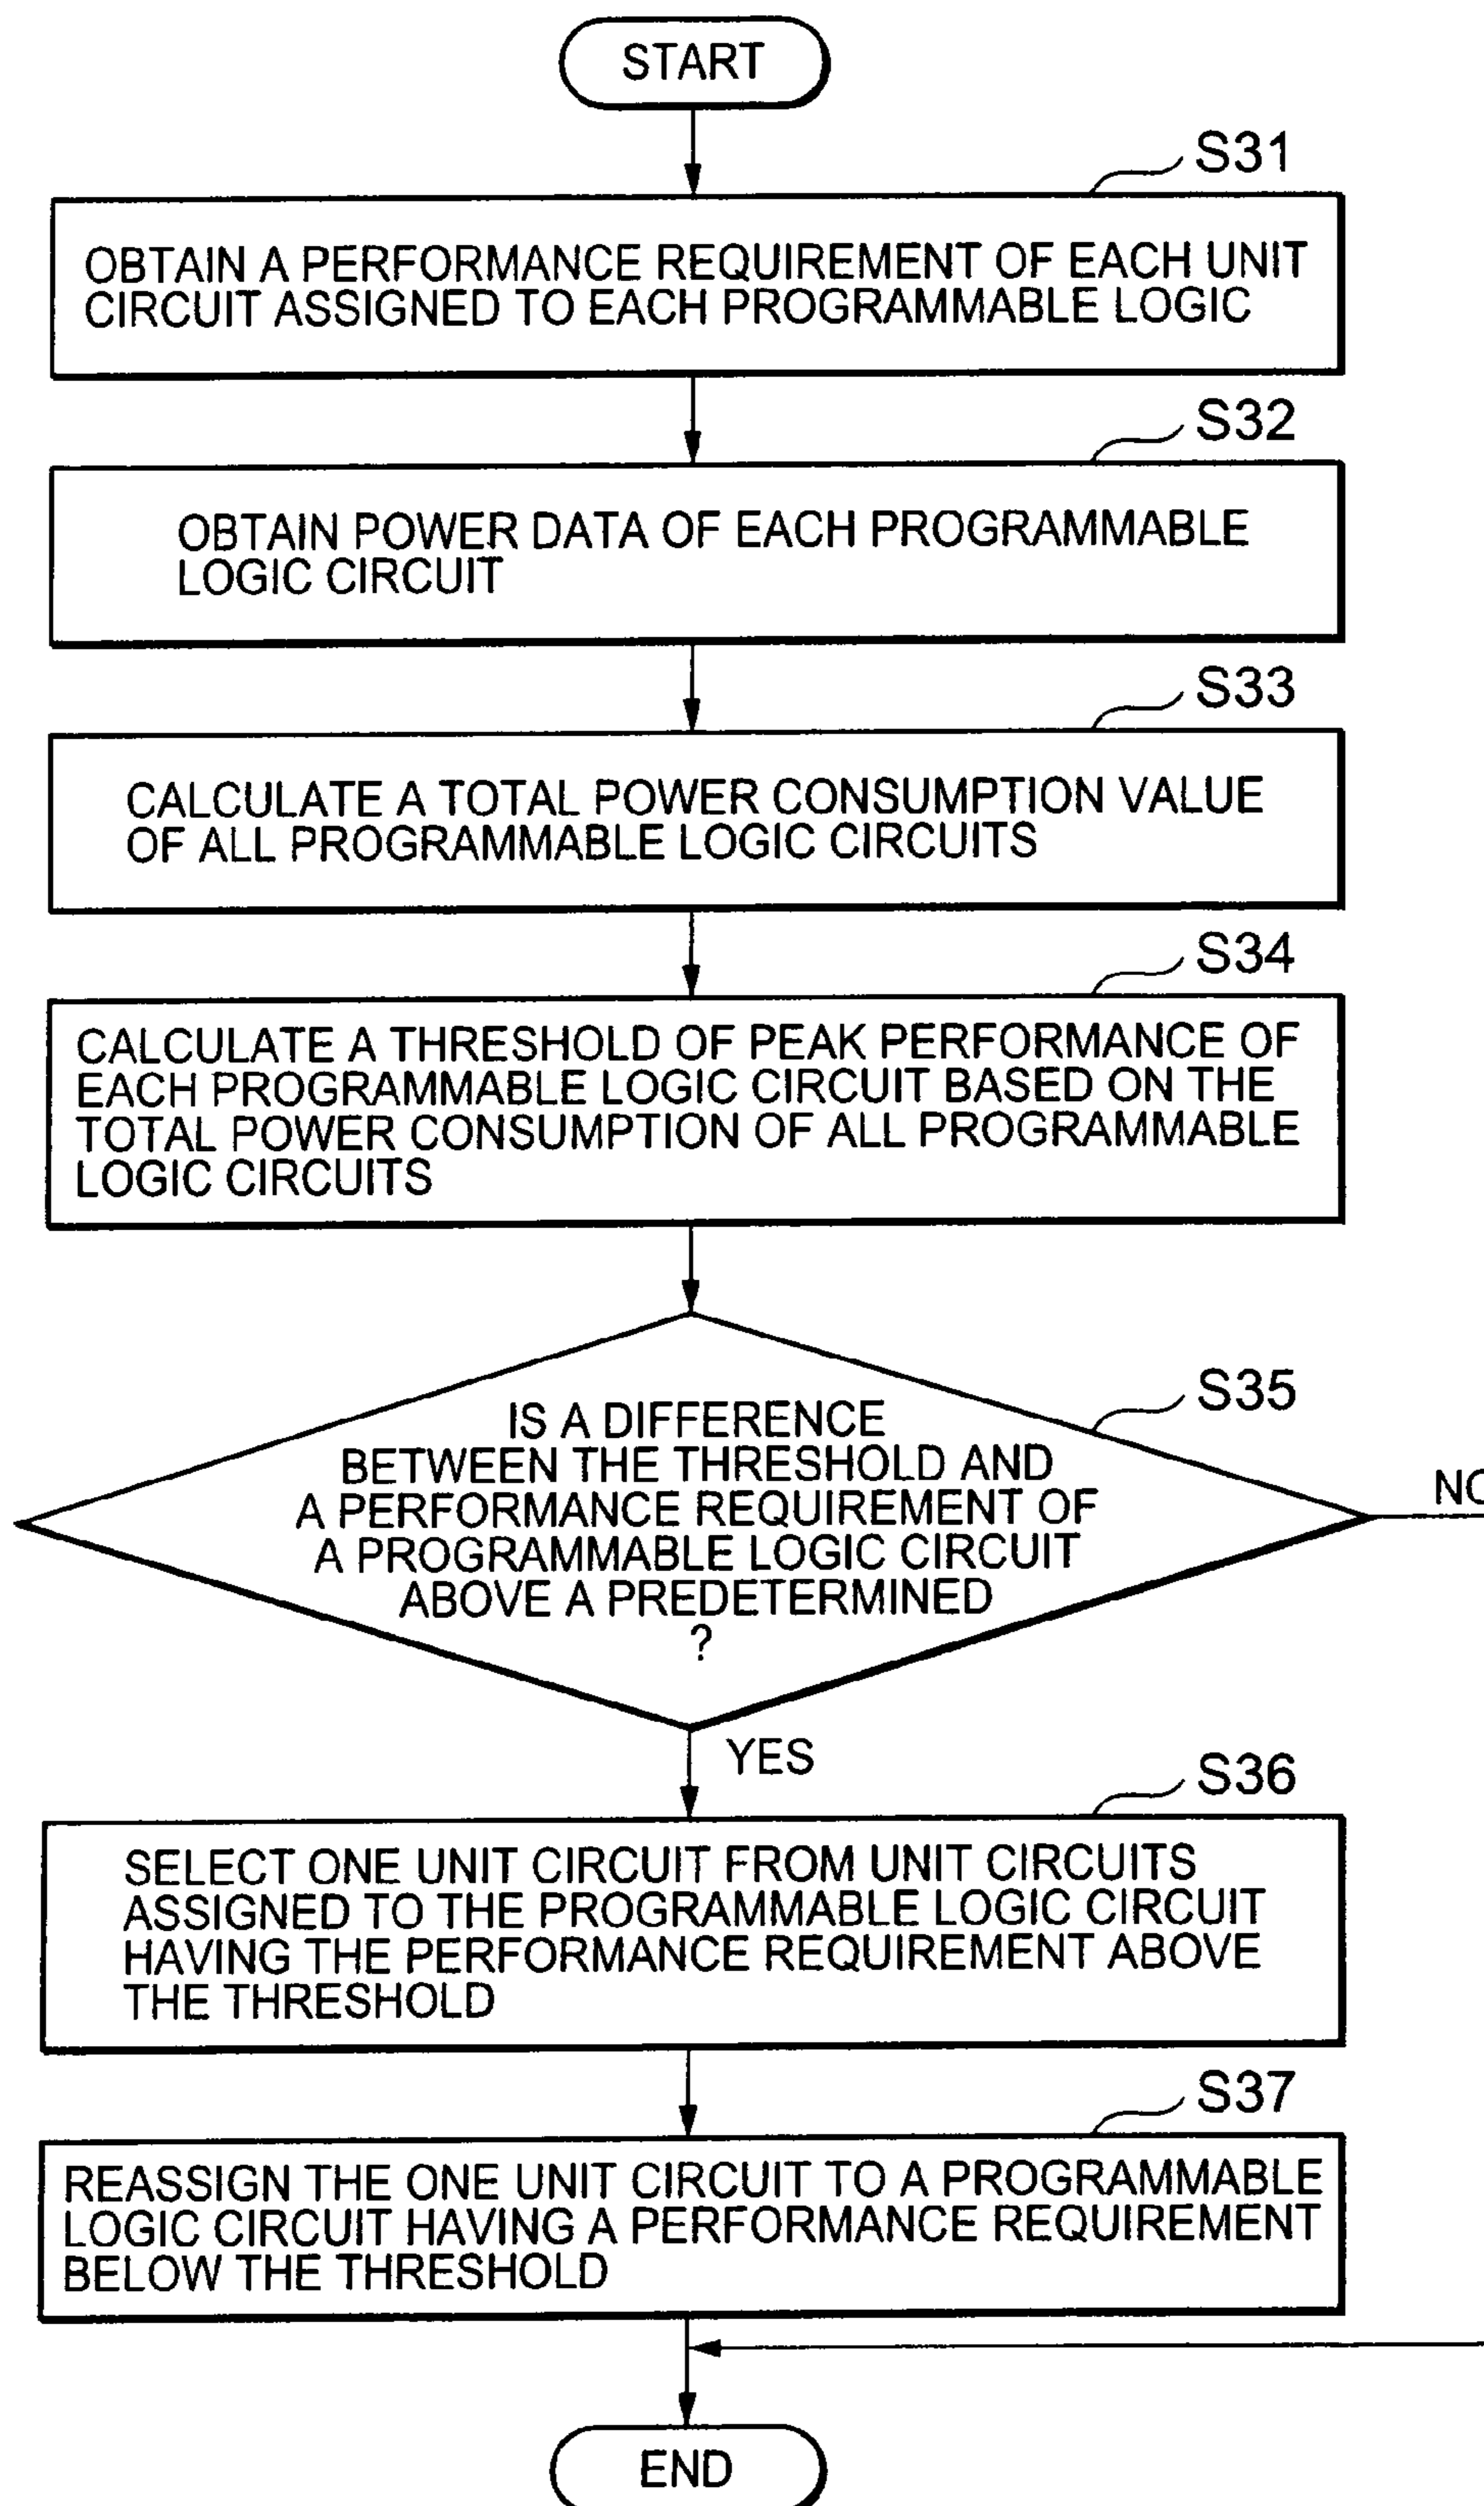 START
S31
OBTAIN A PERFORMANCE REQUIREMENT OF EACH UNIT
CIRCUIT ASSIGNED TO EACH PROGRAMMABLE LOGIC
S32
OBTAIN POWER DATA OF EACH PROGRAMMABLE
LOGIC CIRCUIT
S33
CALCULATE A TOTAL POWER CONSUMPTION VALUE
OF ALL PROGRAMMABLE LOGIC CIRCUITS
S34
CALCULATE A THRESHOLD OF PEAK PERFORMANCE OF
EACH PROGRAMMABLE LOGIC CIRCUIT BASED ON THE
TOTAL POWER CONSUMPTION OF ALL PROGRAMMABLE
LOGIC CIRCUITS
S35
IS A DIFFERENCE
BETWEEN THE THRESHOLD AND
A PERFORMANCE REQUIREMENT OF
A PROGRAMMABLE LOGIC CIRCUIT
ABOVE A PREDETERMINED
?
NO
YES
S36
SELECT ONE UNIT CIRCUIT FROM UNIT CIRCUITS
ASSIGNED TO THE PROGRAMMABLE LOGIC CIRCUIT
HAVING THE PERFORMANCE REQUIREMENT ABOVE
THE THRESHOLD
S37
REASSIGN THE ONE UNIT CIRCUIT TO A PROGRAMMABLE
LOGIC CIRCUIT HAVING A PERFORMANCE REQUIREMENT
BELOW THE THRESHOLD
END